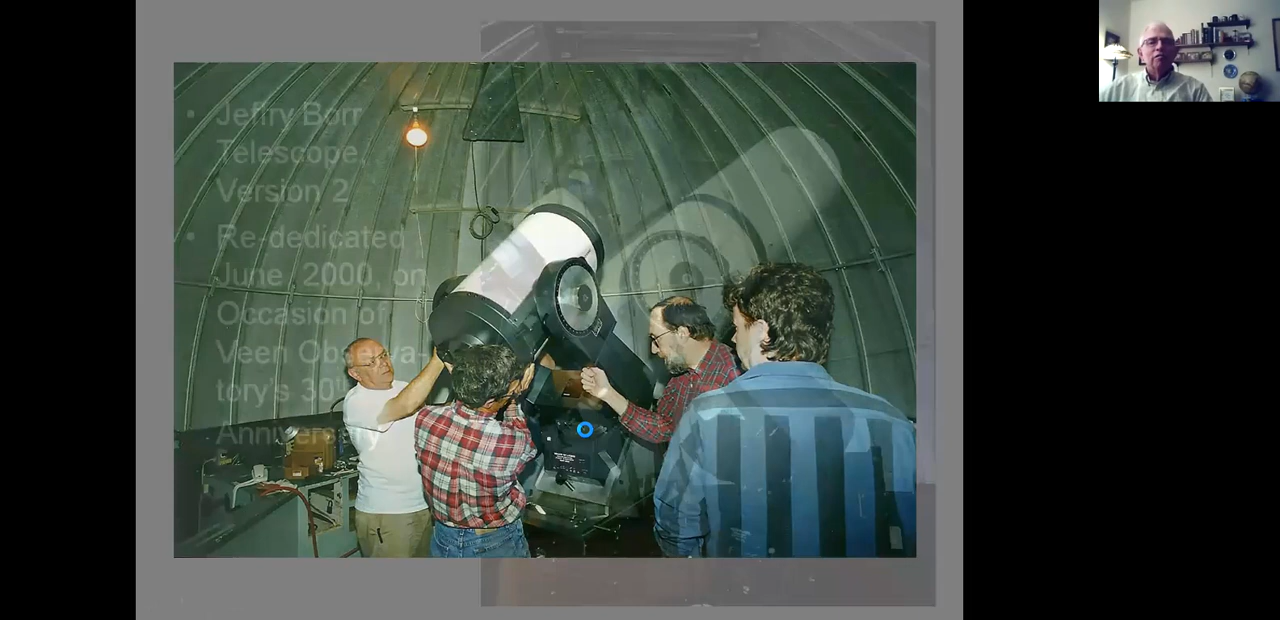 • Jeffry Borr
Telescope,
Version 2
• Re-dedicated
June, 2000, on
Occasion of
Veen Observa-
tory's 30
Anniversary